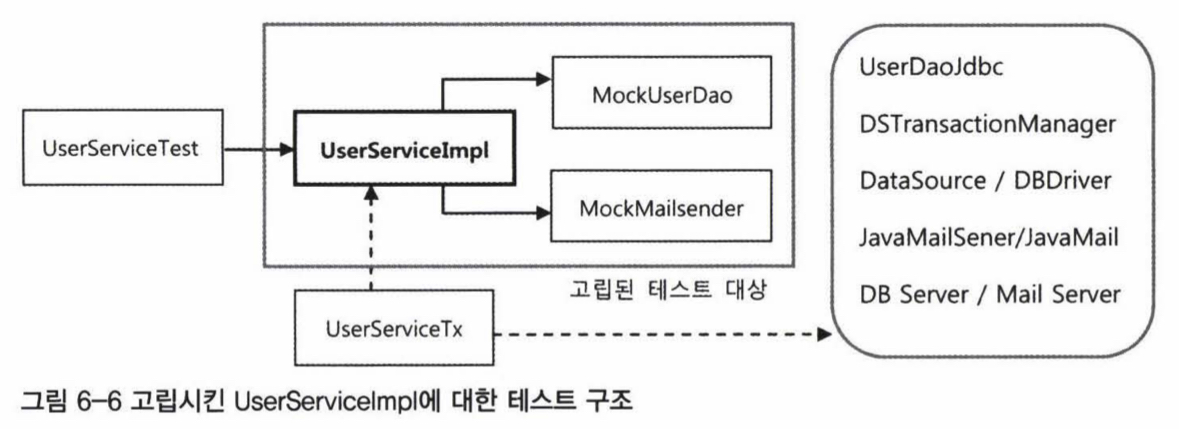 UserServiceTest
UserServiceImpl
MockUserDao
MockMailsender
고립된 테스트 대상
UserServiceTx
UserDaoJdbc
DSTransactionManager
DataSource / DBDriver
JavaMailSener/JavaMail
DB Server / Mail Server
그림 6-6 고립시킨 UserServiceImpl에 대한 테스트 구조